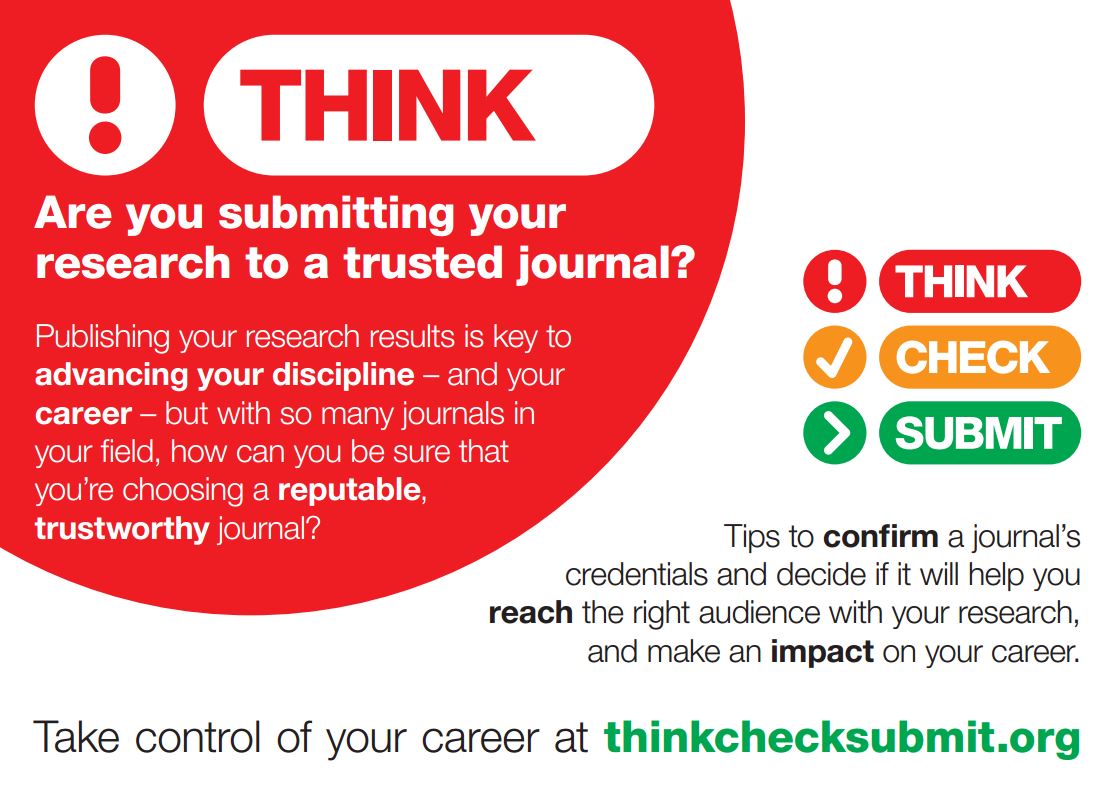 THINK
Are you submitting your
research to a trusted journal?
Publishing your research results is key to
advancing your discipline – and your
career – but with so many journals in
your field, how can you be sure that
you’re choosing a reputable,
trustworthy journal?
THINK
CHECK
SUBMIT
Tips to confirm a journal’s
credentials and decide if it will help you
reach the right audience with your research,
and make an impact on your career.
Take control of your career at thinkchecksubmit.org